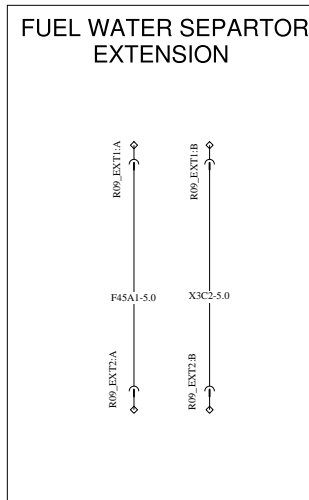 FUEL WATER SEPARTOR
EXTENSION
R09_EXT1:A
R09_EXT1:B
F45A1-5.0
X3C2-5.0
R09_EXT2:A
R09_EXT2:B